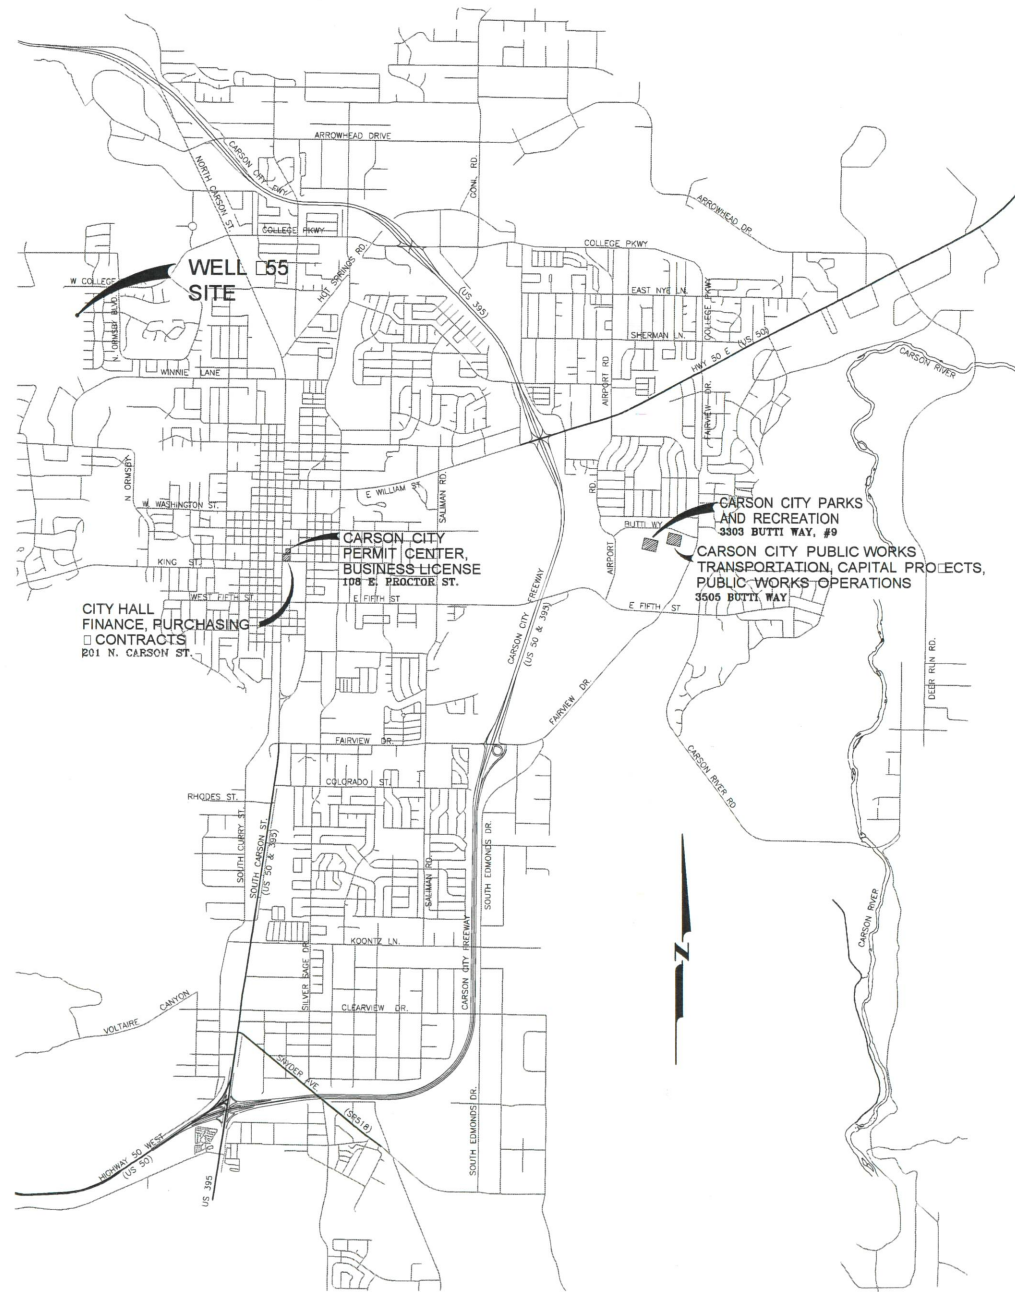 ARROWHEAD DRIVE
CARSON CITY FWY
NORTH CARSON ST.
GONI RD.
ARROWHEAD DR.
COLLEGE PKWY
HOT SPRINGS RD.
COLLEGE PKWY
WELL □55
SITE
W COLLEGE
N. ORMSBY BLVD.
(US 395)
EAST NYE LN.
COLLEGE PKWY
SHERMAN LN.
HWY 50 E (US 50)
CARSON RIVER
WINNIE LANE
AIRPORT RD
FAIRVIEW DR.
N. ORMSBY
E WILLIAM ST
SALIMAN RD.
RD.
W. WASHINGTON ST.
CARSON CITY PARKS
AND RECREATION
3303 BUTTI WAY, #9
BUTTI WY
CARSON CITY
PERMIT CENTER,
BUSINESS LICENSE
108 E. PROCTOR ST.
AIRPORT
CARSON CITY PUBLIC WORKS
TRANSPORTATION, CAPITAL PRO□ECTS,
PUBLIC WORKS OPERATIONS
3505 BUTTI WAY
KING ST.
WEST FIFTH ST.
E FIFTH ST
E FIFTH ST
CITY HALL
FINANCE, PURCHASING
□ CONTRACTS
201 N. CARSON ST.
CARSON CITY FREEWAY
(US 50 & 395)
DEER RUN RD.
FAIRVIEW DR.
FAIRVIEW DR.
COLORADO ST.
CARSON RIVER RD
RHODES ST.
SOUTH CURRY ST.
SOUTH CARSON ST.
(US 50 & 395)
SALIMAN RD.
SOUTH EDMONDS DR.
CARSON RIVER
KOONTZ LN.
SILVER SAGE DR.
CARSON CITY FREEWAY
N
VOLTAIRE CANYON
CLEARVIEW DR.
SNYDER AVE.
(SR518)
HIGHWAY 50 WEST
(US 50)
SOUTH EDMONDS DR.
US 395